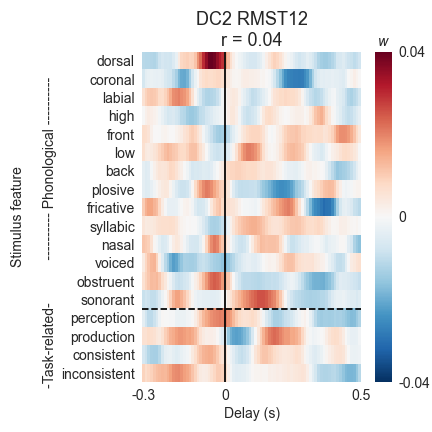 DC2 RMST12
r = 0.04
w
dorsal
coronal
labial
high
front
low
back
plosive
fricative
syllabic
nasal
voiced
obstruent
sonorant
perception
production
consistent
inconsistent
Stimulus feature
-Task-related- ---------- Phonological ----------
0.04
0
-0.04
-0.3 0 0.5
Delay (s)